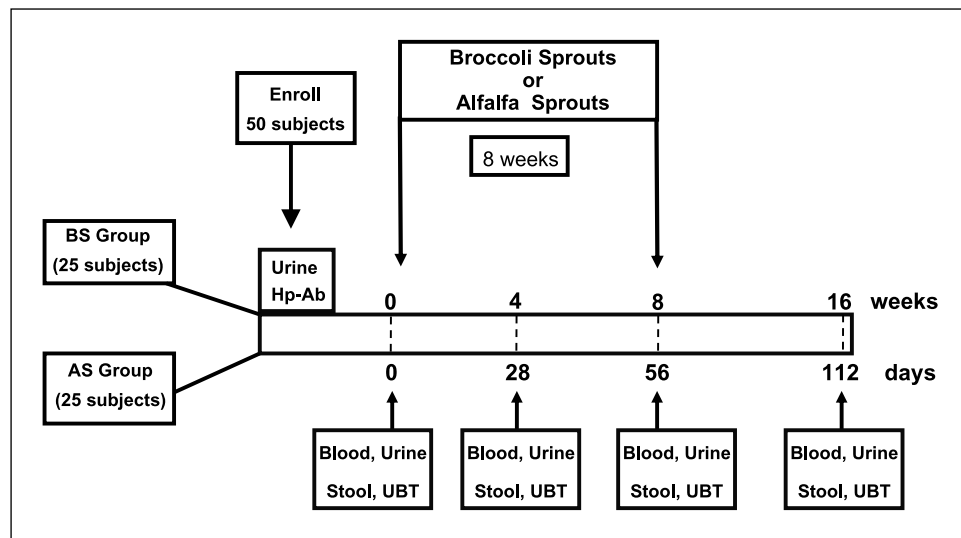 Broccoli Sprouts
or
Alfalfa Sprouts
Enroll
50 subjects
8 weeks
BS Group
(25 subjects)
Urine
Hp-Ab
0 4 8 16 weeks
AS Group
(25 subjects)
0 28 56 112 days
Blood, Urine
Stool, UBT
Blood, Urine
Stool, UBT
Blood, Urine
Stool, UBT
Blood, Urine
Stool, UBT